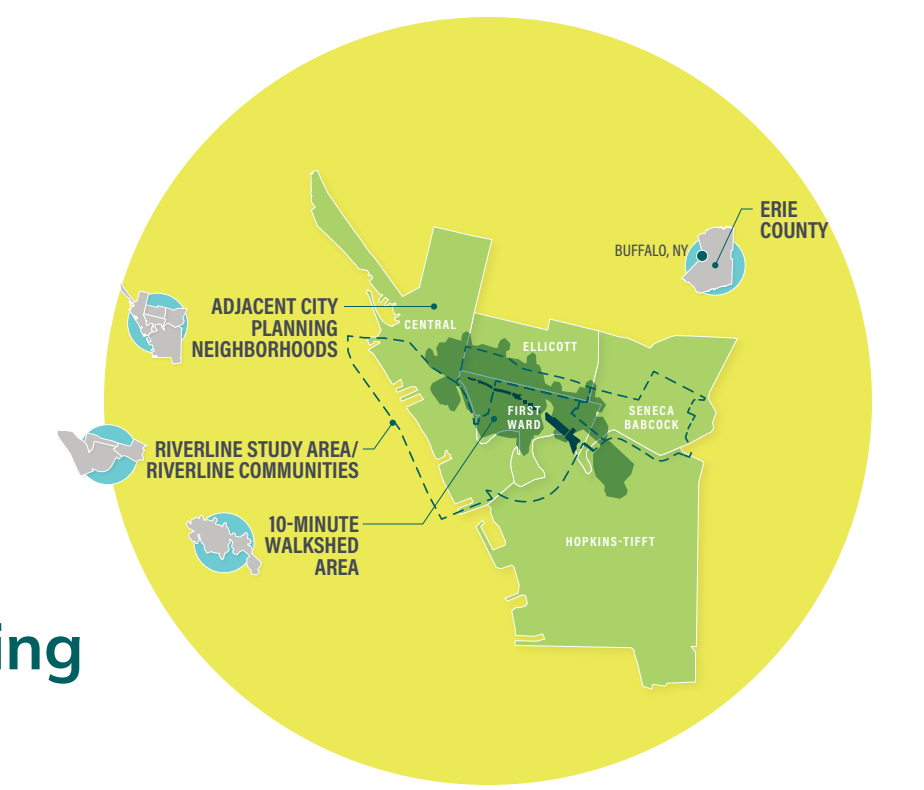 ERIE
COUNTY
BUFFALO, NY
ADJACENT CITY
PLANNING
NEIGHBORHOODS
CENTRAL
ELLICOTT
FIRST
WARD
SENECA
BABCOCK
RIVERLINE STUDY AREA/
RIVERLINE COMMUNITIES
10-MINUTE
WALKSHED
AREA
HOPKINS-TIFFT
ing